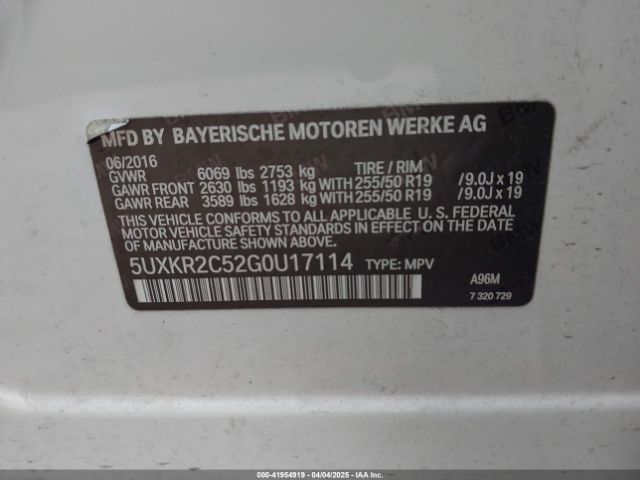 MFD BY BAYERISCHE MOTOREN WERKE AG
06/2016
GVWR 6069 lbs 2753 kg TIRE / RIM
GAWR FRONT 2630 lbs 1193 kg WITH 255/50 R19 /9.0J x 19
GAWR REAR 3589 lbs 1628 kg WITH 255/50 R19 /9.0J x 19
THIS VEHICLE CONFORMS TO ALL APPLICABLE U. S. FEDERAL
MOTOR VEHICLE SAFETY STANDARDS IN EFFECT ON THE
DATE OF MANUFACTURE SHOWN ABOVE.
5UXKR2C52G0U17114 TYPE: MPV
A96M
7 320 729
000-41954919 - 04/04/2025 - IAAI.com